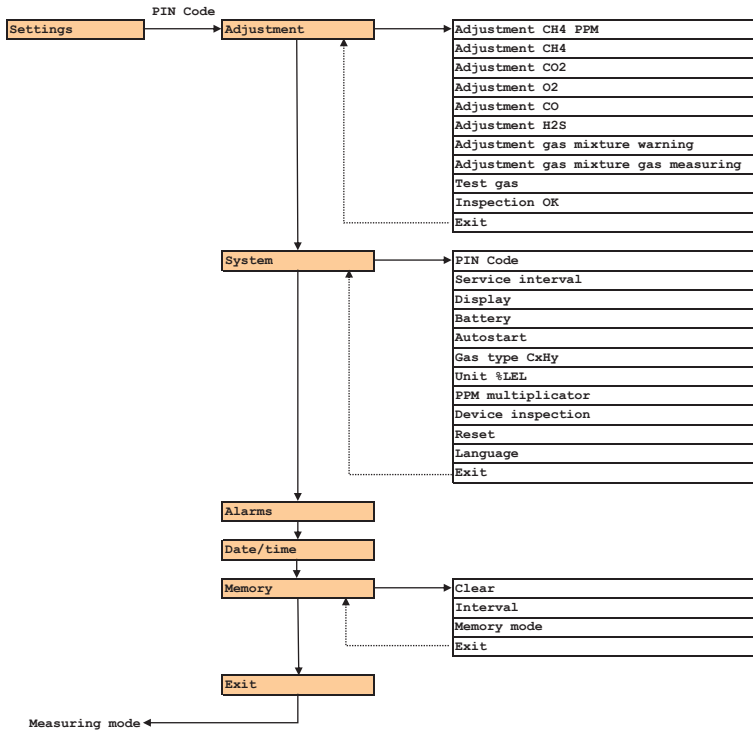 PIN Code
Settings
Adjustment
Adjustment CH4 PPM
Adjustment CH4
Adjustment CO2
Adjustment O2
Adjustment CO
Adjustment H2S
Adjustment gas mixture warning
Adjustment gas mixture gas measuring
Test gas
Inspection OK
Exit
System
PIN Code
Service interval
Display
Battery
Autostart
Gas type CxHy
Unit %LEL
PPM multiplicator
Device inspection
Reset
Language
Exit
Alarms
Date/time
Memory
Clear
Interval
Memory mode
Exit
Exit
Measuring mode